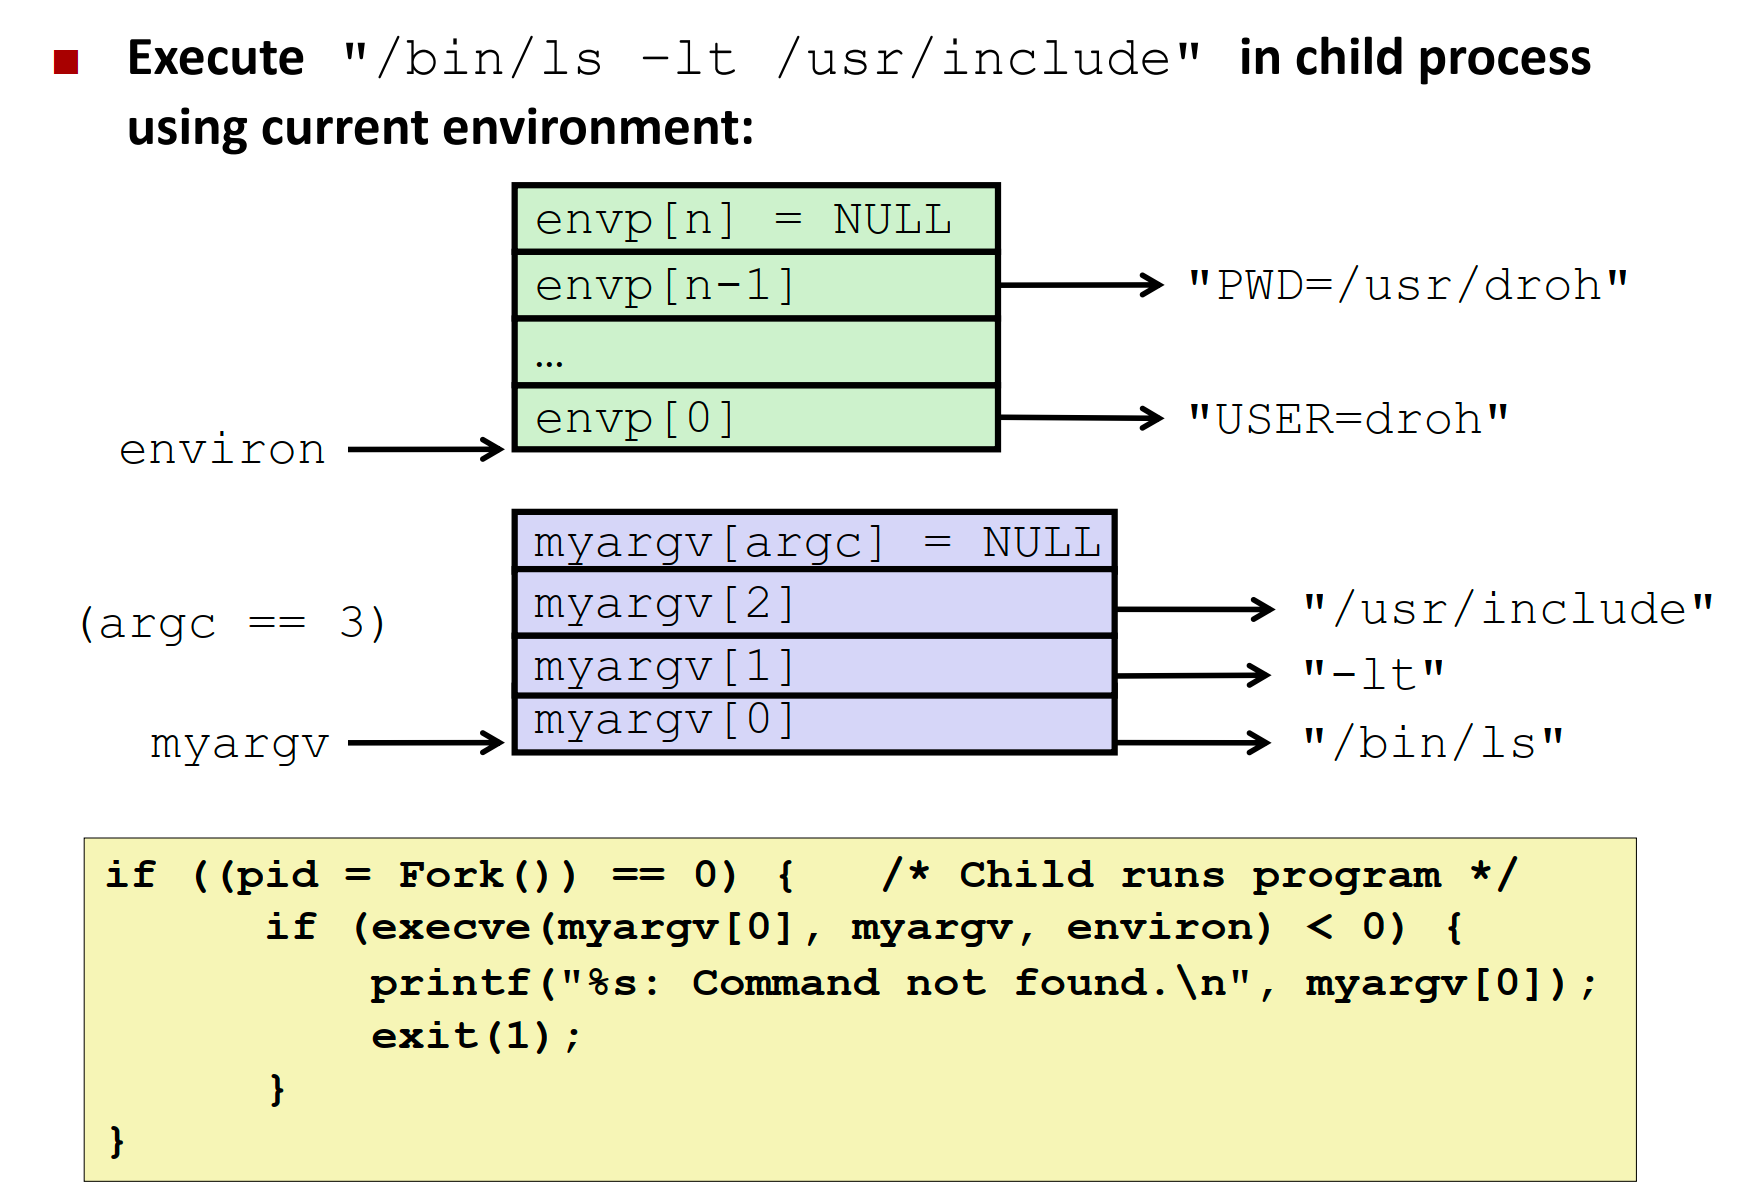 Execute "/bin/ls –lt /usr/include" in child process
using current environment:
envp[n] = NULL
envp[n-1]
"PWD=/usr/droh"
…
envp[0]
"USER=droh"
environ
myargv[argc] = NULL
myargv[2]
"/usr/include"
(argc == 3)
myargv[1]
"-lt"
myargv[0]
myargv
"/bin/ls"
if ((pid = Fork()) == 0) {   /* Child runs program */
      if (execve(myargv[0], myargv, environ) < 0) {
          printf("%s: Command not found.\n", myargv[0]);
          exit(1);
      }
}